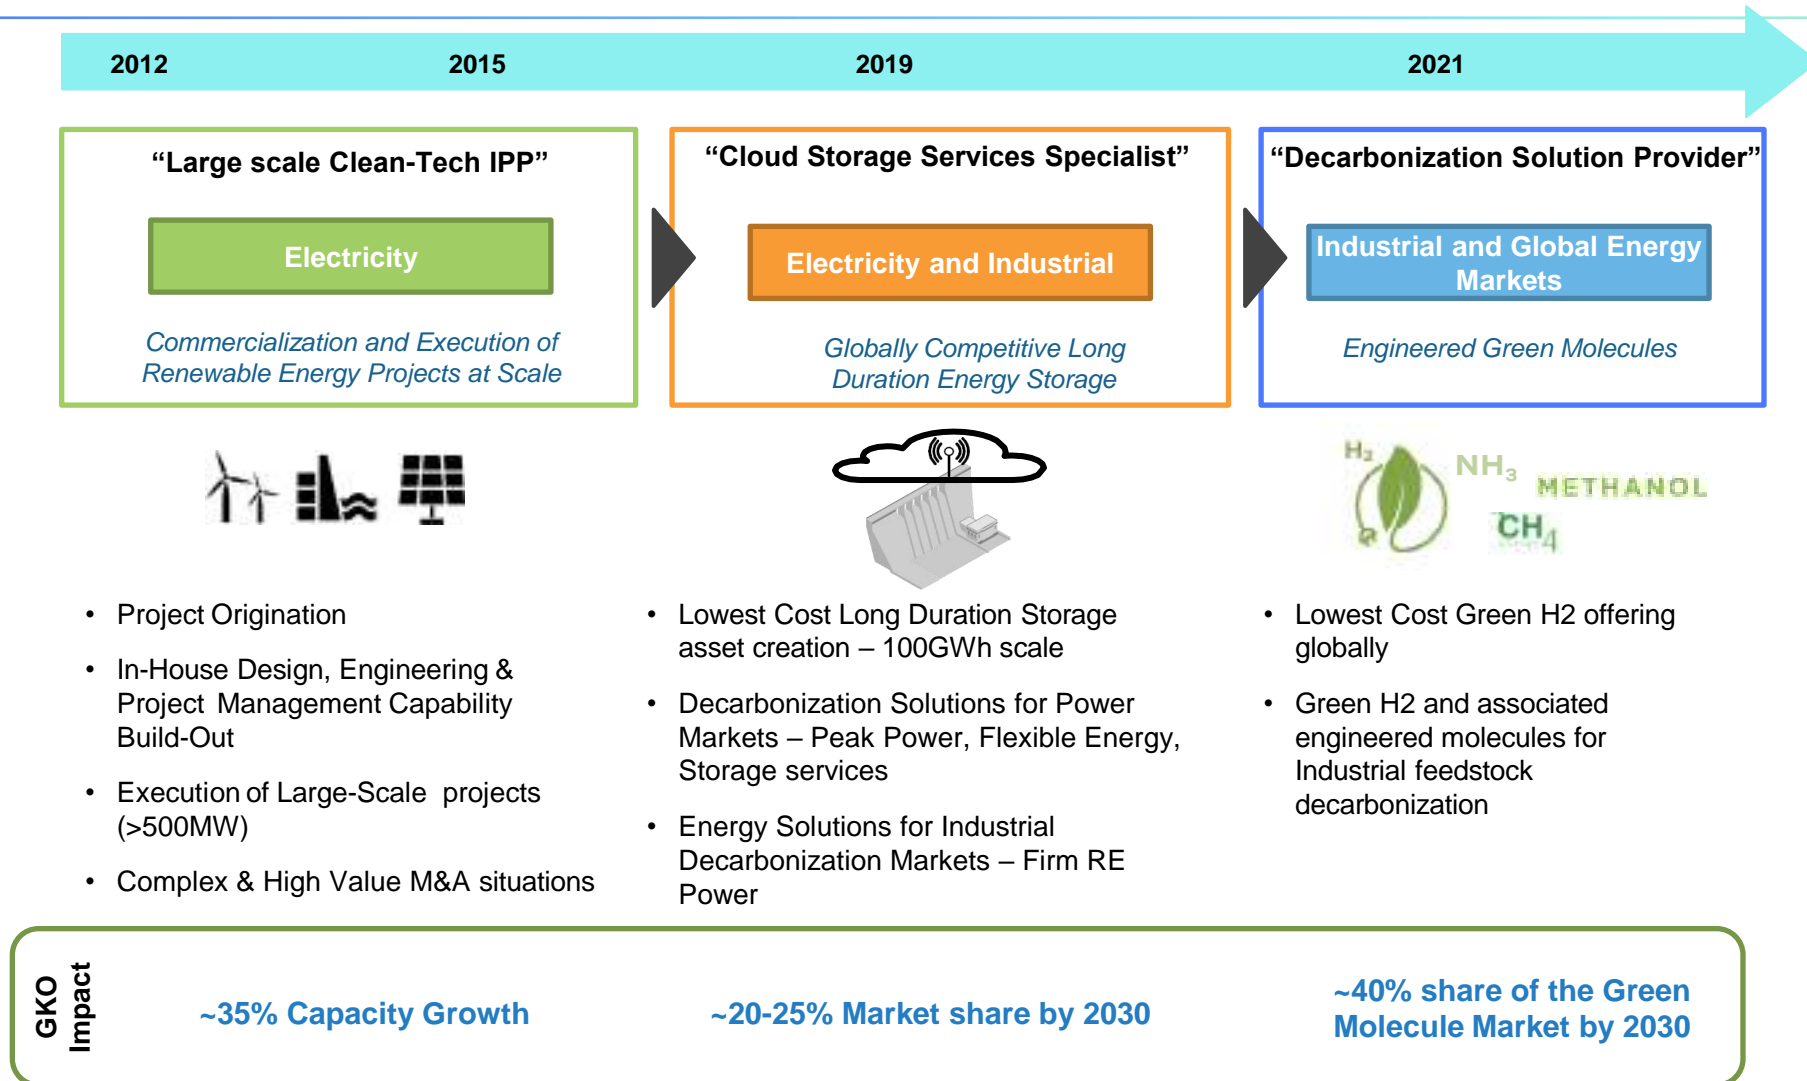 2012
2015
2019
2021
“Large scale Clean-Tech IPP”
Electricity
Commercialization and Execution of
Renewable Energy Projects at Scale
“Cloud Storage Services Specialist”
Electricity and Industrial
Globally Competitive Long
Duration Energy Storage
“Decarbonization Solution Provider”
Industrial and Global Energy
Markets
Engineered Green Molecules
H2
NH3
METHANOL
CH4
• Project Origination
• In-House Design, Engineering &
Project Management Capability
Build-Out
• Execution of Large-Scale projects
(>500MW)
• Complex & High Value M&A situations
• Lowest Cost Long Duration Storage
asset creation – 100GWh scale
• Decarbonization Solutions for Power
Markets – Peak Power, Flexible Energy,
Storage services
• Energy Solutions for Industrial
Decarbonization Markets – Firm RE
Power
• Lowest Cost Green H2 offering
globally
• Green H2 and associated
engineered molecules for
Industrial feedstock
decarbonization
GKO
Impact
~35% Capacity Growth
~20-25% Market share by 2030
~40% share of the Green
Molecule Market by 2030